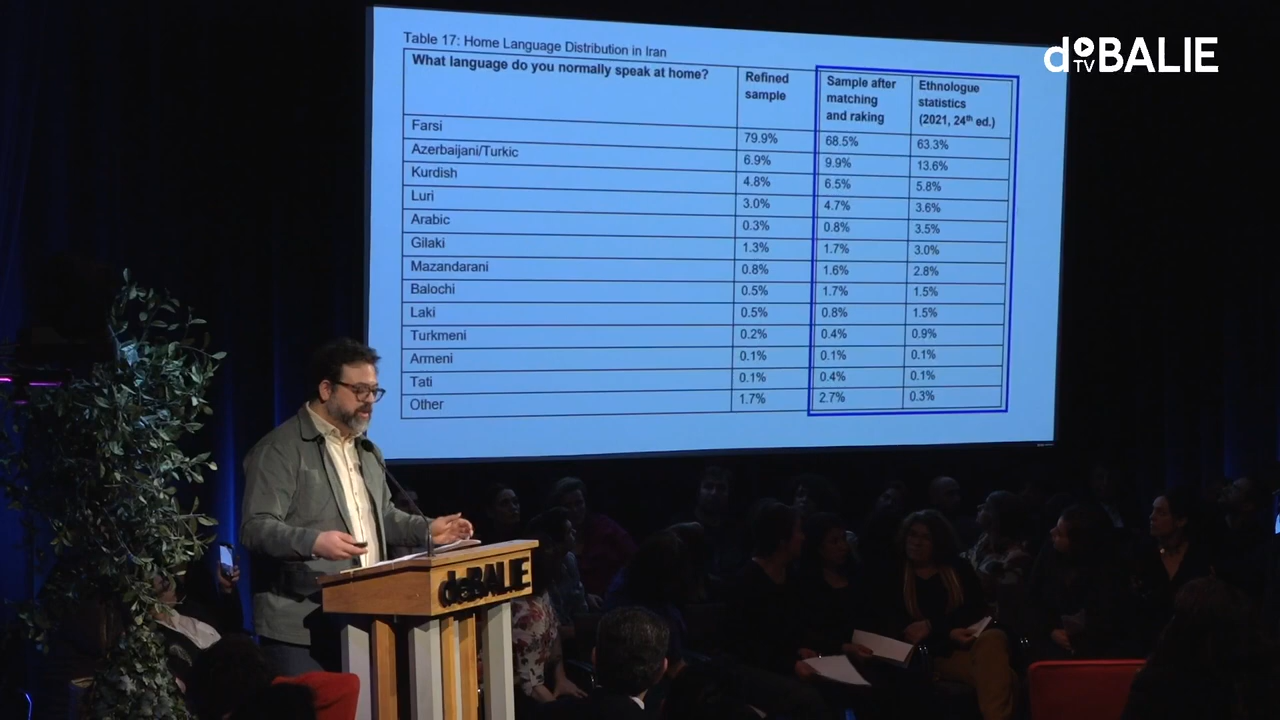 Table 17: Home Language Distribution in Iran
What language do you normally speak at home? Refined sample Sample after matching and raking Ethnologue statistics (2021, 24th ed.)
Farsi 79.9% 68.5% 63.3%
Azerbaijani/Turkic 6.9% 9.9% 13.6%
Kurdish 4.8% 6.5% 5.8%
Luri 3.0% 4.7% 3.6%
Arabic 0.3% 0.8% 3.5%
Gilaki 1.3% 1.7% 3.0%
Mazandarani 0.8% 1.6% 2.8%
Balochi 0.5% 1.7% 1.5%
Laki 0.5% 0.8% 1.5%
Turkmeni 0.2% 0.4% 0.9%
Armeni 0.1% 0.1% 0.1%
Tati 0.1% 0.4% 0.1%
Other 1.7% 2.7% 0.3%
deBALIE TV
deBALIE